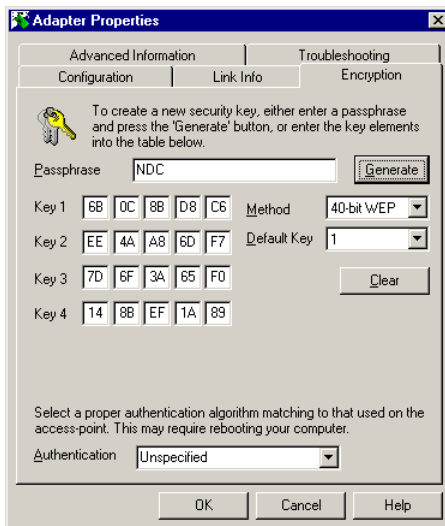 Adapter Properties
Advanced Information Troubleshooting
Configuration Link Info Encryption
To create a new security key, either enter a passphrase
and press the 'Generate' button, or enter the key elements
into the table below.
Passphrase NDC Generate
Key 1 6B 0C 8B D8 C6 Method 40-bit WEP
Key 2 EE 4A A8 6D F7 Default Key 1
Key 3 7D 6F 3A 65 F0 Clear
Key 4 14 8B EF 1A 89
Select a proper authentication algorithm matching to that used on the
access-point. This may require rebooting your computer.
Authentication Unspecified
OK Cancel Help